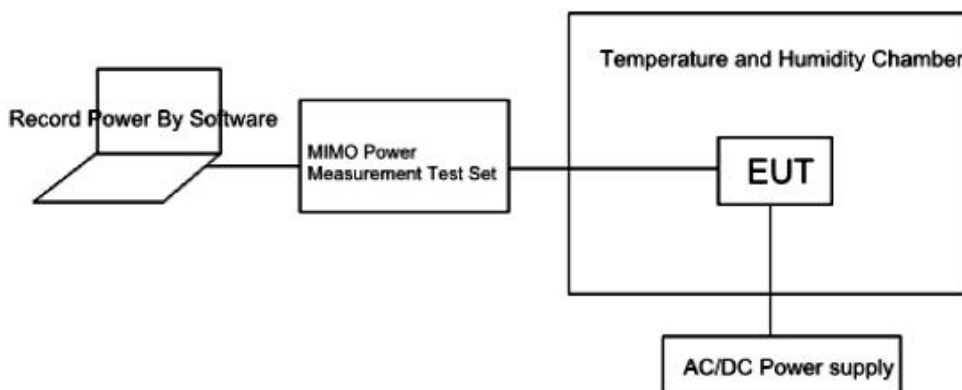 Temperature and Humidity Chamber
Record Power By Software
MIMO Power
Measurement Test Set
EUT
AC/DC Power supply